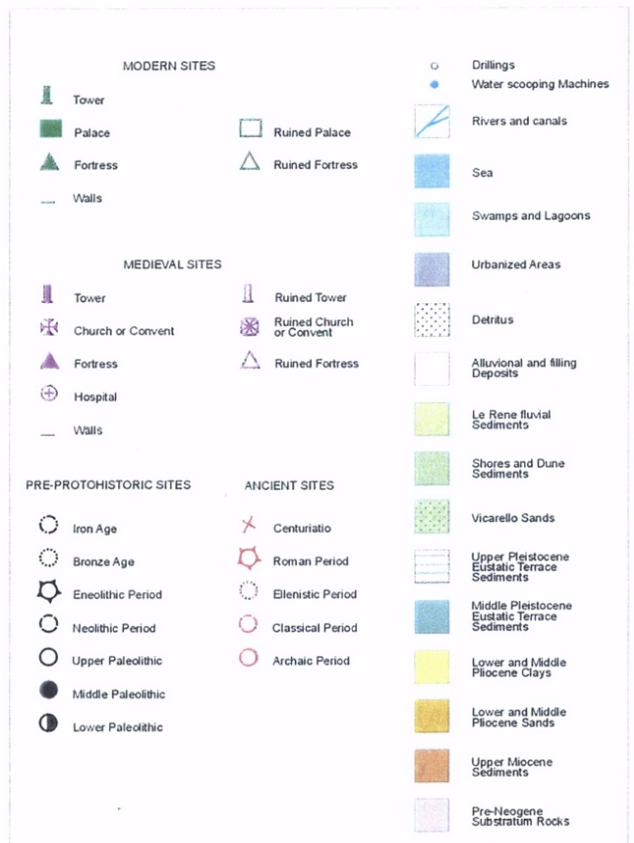 MODERN SITES
Tower
Palace
Ruined Palace
Fortress
Ruined Fortress
Walls
MEDIEVAL SITES
Tower
Ruined Tower
Church or Convent
Ruined Church
or Convent
Fortress
Ruined Fortress
Hospital
Walls
PRE-PROTOHISTORIC SITES
Iron Age
Bronze Age
Eneolithic Period
Neolithic Period
Upper Paleolithic
Middle Paleolithic
Lower Paleolithic
ANCIENT SITES
Centuriatio
Roman Period
Ellenistic Period
Classical Period
Archaic Period
Drillings
Water scooping Machines
Rivers and canals
Sea
Swamps and Lagoons
Urbanized Areas
Detritus
Alluvional and filling
Deposits
Le Rene fluvial
Sediments
Shores and Dune
Sediments
Vicarello Sands
Upper Pleistocene
Eustatic Terrace
Sediments
Middle Pleistocene
Eustatic Terrace
Sediments
Lower and Middle
Pliocene Clays
Lower and Middle
Pliocene Sands
Upper Miocene
Sediments
Pre-Neogene
Substratum Rocks